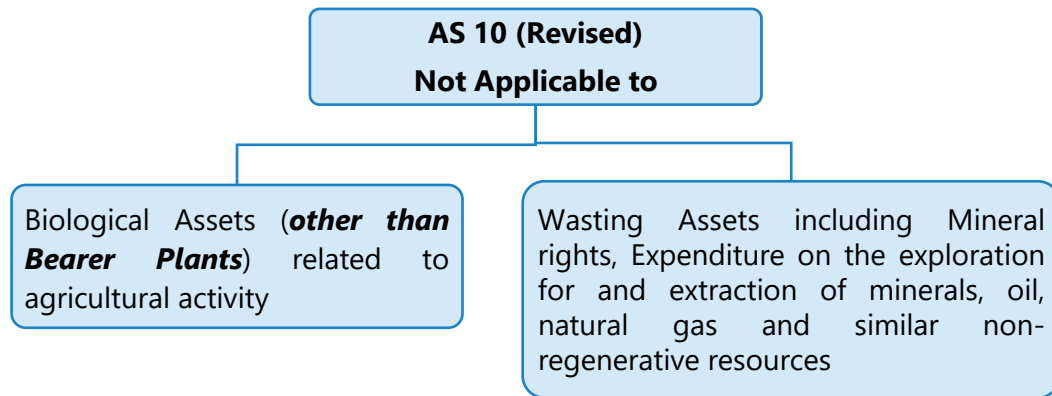 AS 10 (Revised)
Not Applicable to
Biological Assets (other than
Bearer Plants) related to
agricultural activity
Wasting Assets including Mineral
rights, Expenditure on the exploration
for and extraction of minerals, oil,
natural gas and similar non-
regenerative resources